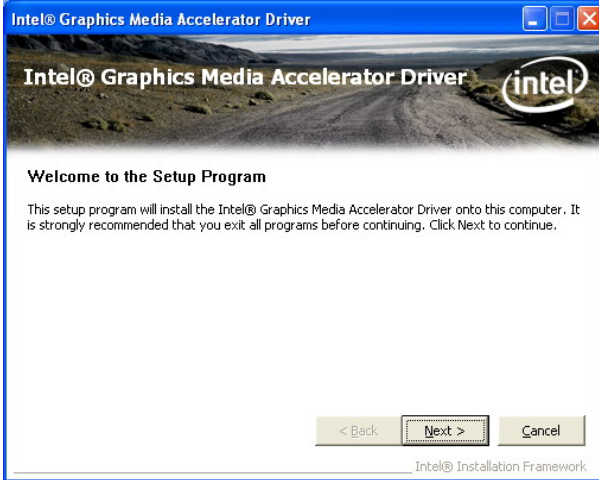 Intel® Graphics Media Accelerator Driver
Intel® Graphics Media Accelerator Driver
intel
Welcome to the Setup Program
This setup program will install the Intel® Graphics Media Accelerator Driver onto this computer. It
is strongly recommended that you exit all programs before continuing. Click Next to continue.
< Back Next > Cancel
Intel® Installation Framework